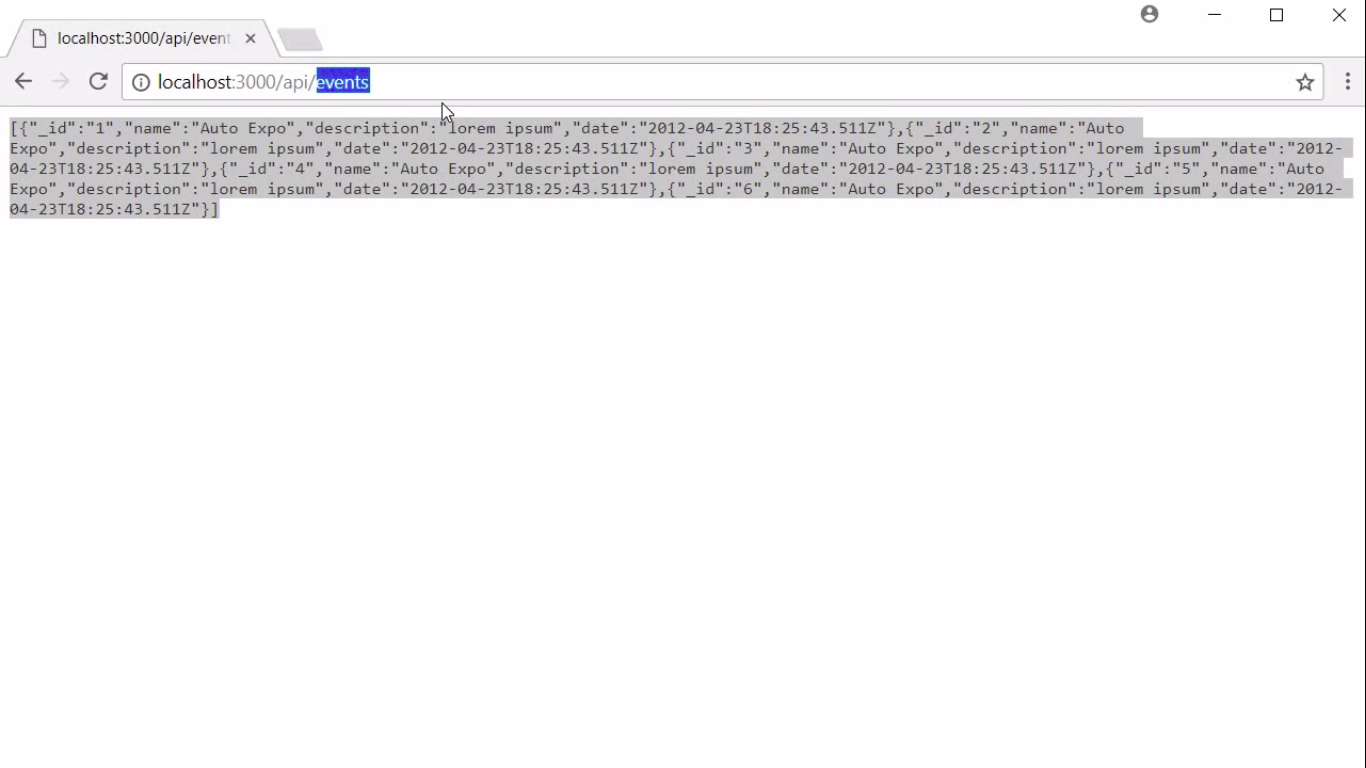 localhost:3000/api/event
localhost:3000/api/events
[{"_id":"1","name":"Auto Expo","description":"lorem ipsum","date":"2012-04-23T18:25:43.511Z"},{"_id":"2","name":"Auto
Expo","description":"lorem ipsum","date":"2012-04-23T18:25:43.511Z"},{"_id":"3","name":"Auto Expo","description":"lorem ipsum","date":"2012-
04-23T18:25:43.511Z"},{"_id":"4","name":"Auto Expo","description":"lorem ipsum","date":"2012-04-23T18:25:43.511Z"},{"_id":"5","name":"Auto
Expo","description":"lorem ipsum","date":"2012-04-23T18:25:43.511Z"},{"_id":"6","name":"Auto Expo","description":"lorem ipsum","date":"2012-
04-23T18:25:43.511Z"}]